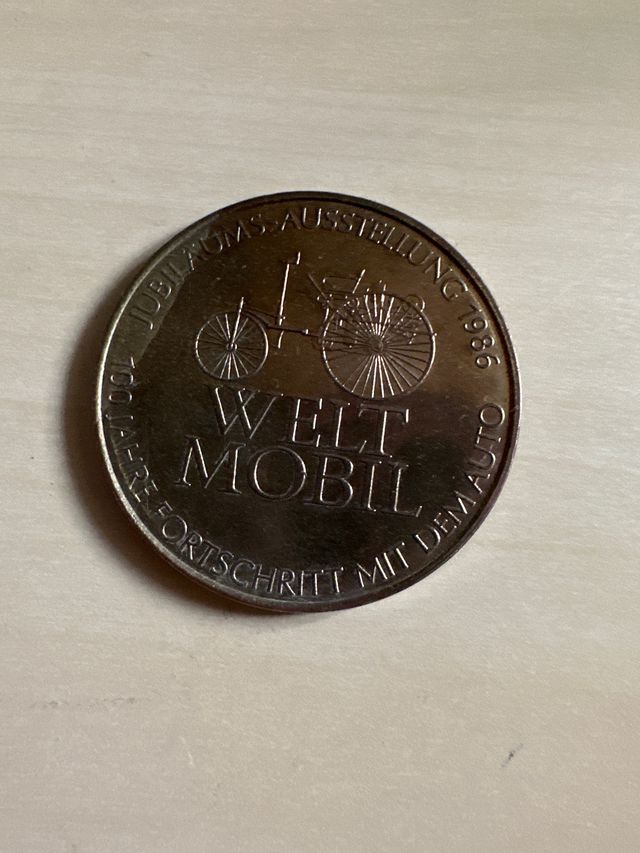 JUBILÄUMS-AUSSTELLUNG 1986
WELT
MOBIL
100 JAHRE FORTSCHRITT MIT DEM AUTO